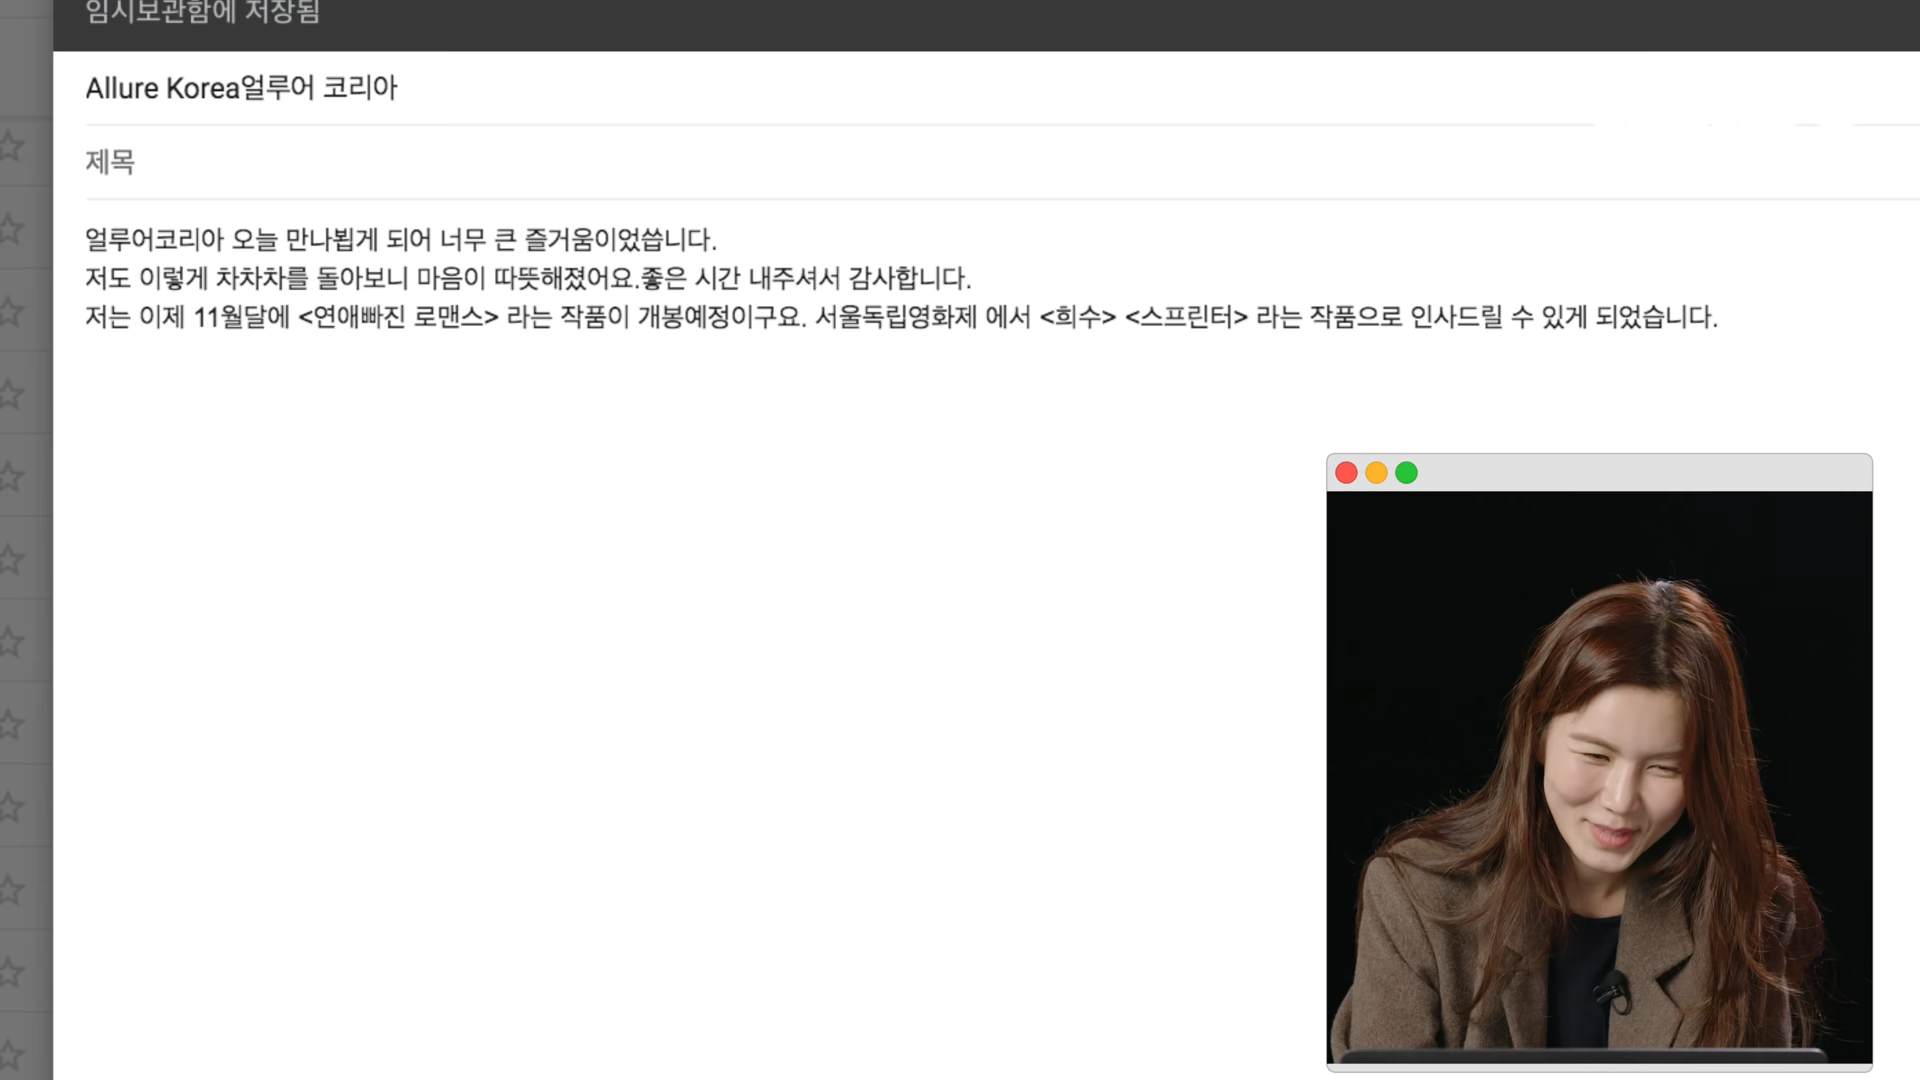 임시보관함에 저장됨
Allure Korea얼루어 코리아
제목
얼루어코리아 오늘 만나뵙게 되어 너무 큰 즐거움이었씁니다.
저도 이렇게 차차차를 돌아보니 마음이 따뜻해졌어요.좋은 시간 내주셔서 감사합니다.
저는 이제 11월달에 <연애빠진 로맨스> 라는 작품이 개봉예정이구요. 서울독립영화제 에서 <희수> <스프린터> 라는 작품으로 인사드릴 수 있게 되었습니다.